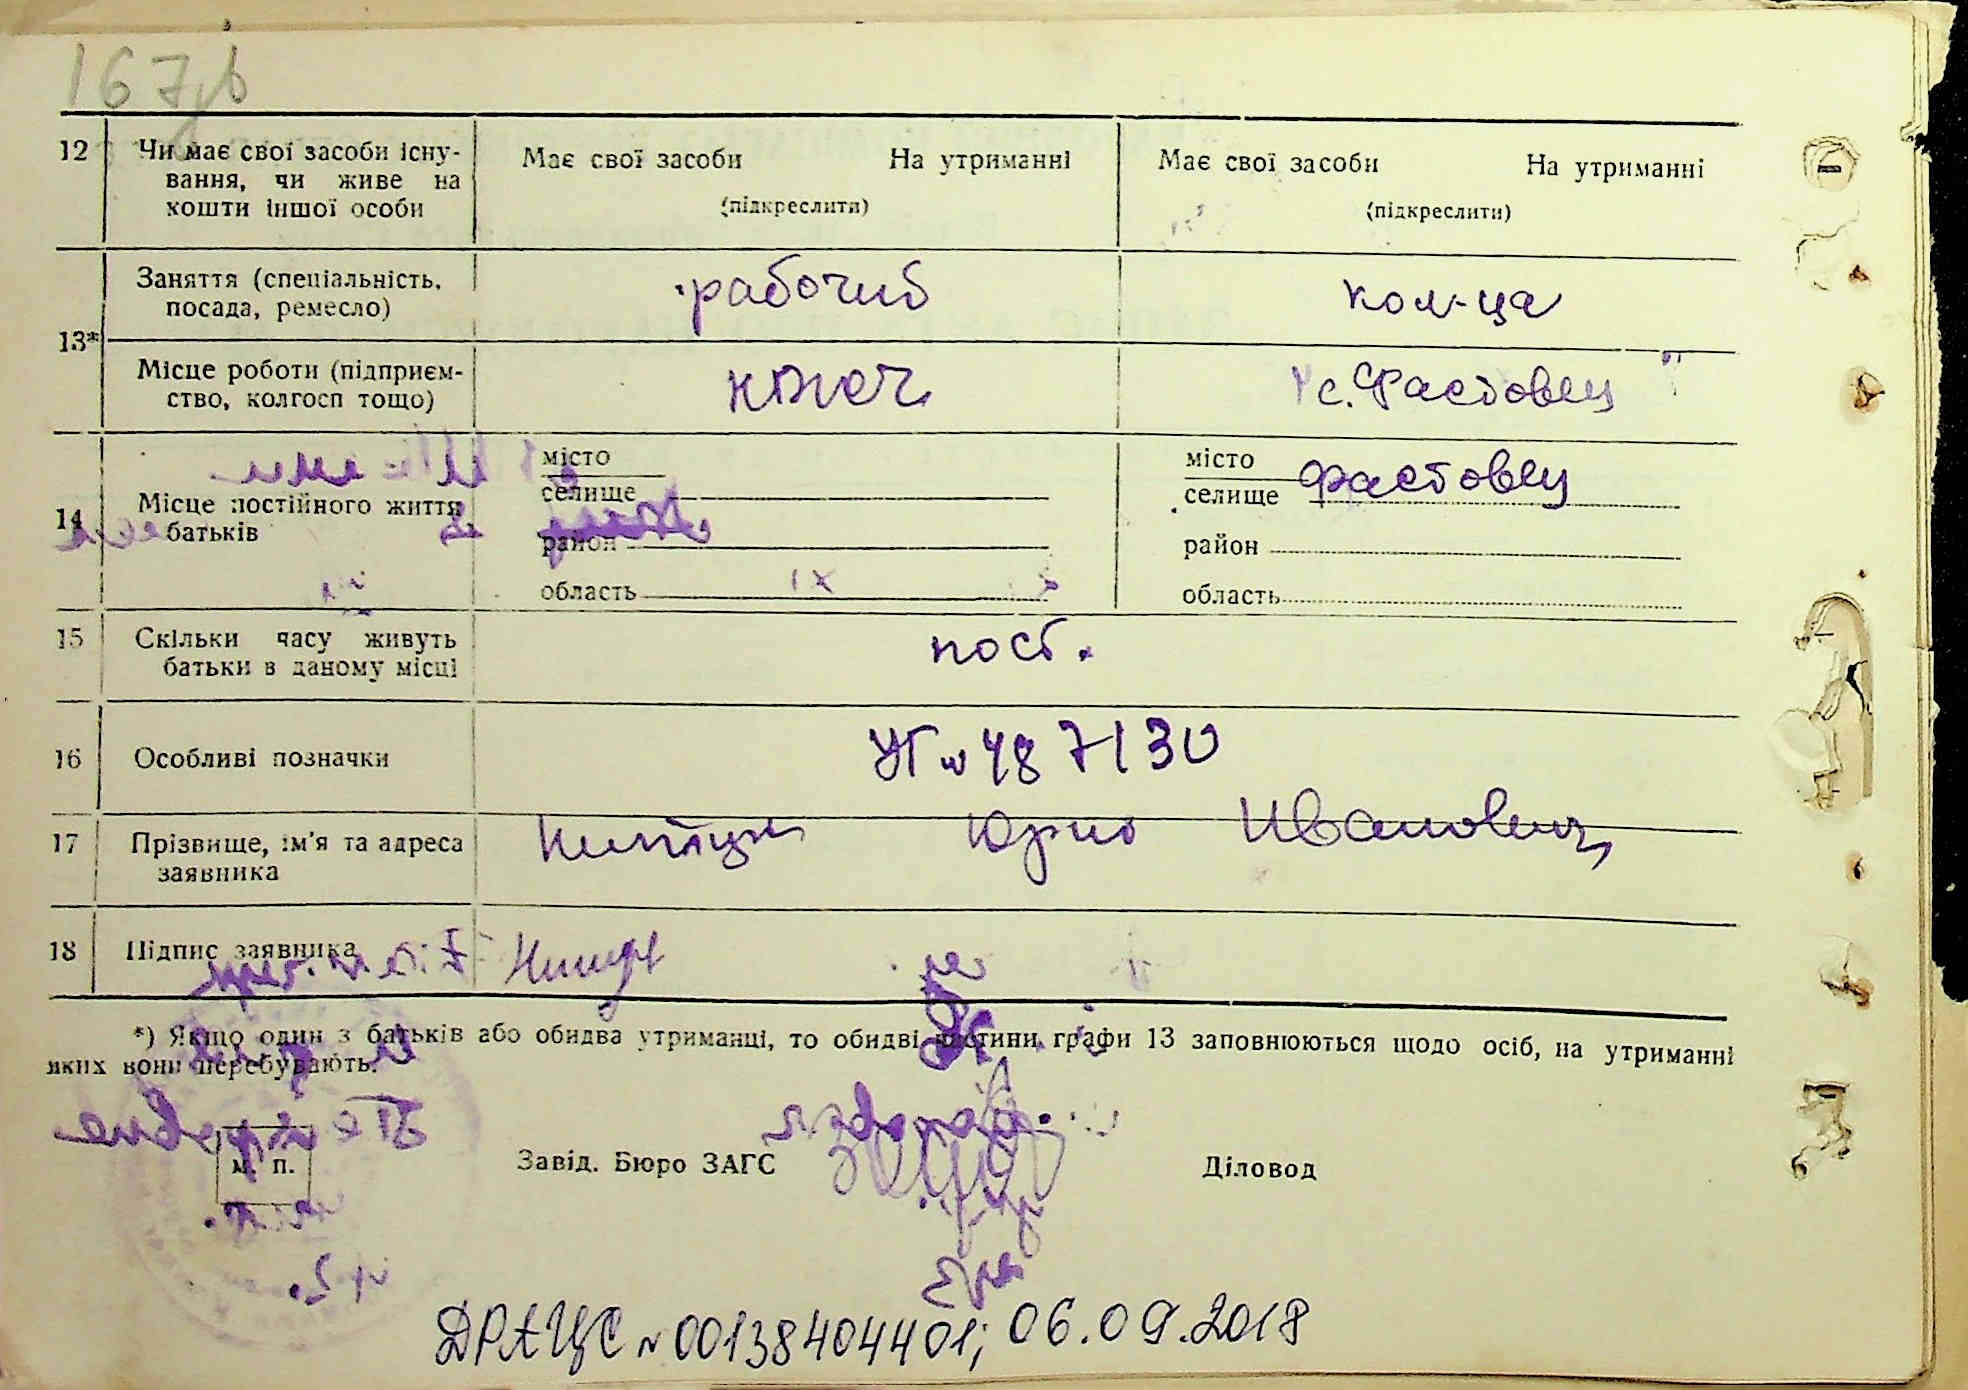 12 Чи має свої засоби існу-
вання, чи живе на
кошти іншої особи
Має свої засоби На утриманні
(підкреслити)
Має свої засоби На утриманні
(підкреслити)
13*
Заняття (спеціальність,
посада, ремесло)
рабочий
кол-ца
Місце роботи (підприєм-
ство, колгосп тощо)
"с. Фастовец"
14 Місце постійного життя
батьків
місто
селище
район
область
місто
селище Фастовец
район
область
15 Скільки часу живуть
батьки в даному місці
пост.
16 Особливі позначки
УГ № 487130
17 Прізвище, ім'я та адреса
заявника
Юрий Иванович
18 Підпис заявника
*) Якщо один з батьків або обидва утриманці, то обидві частини графи 13 заповнюються щодо осіб, на утриманні
яких вони перебувають.
м. п.
Завід. Бюро ЗАГС
Діловод
ДРАЦС № 00138404401; 06.09.2018